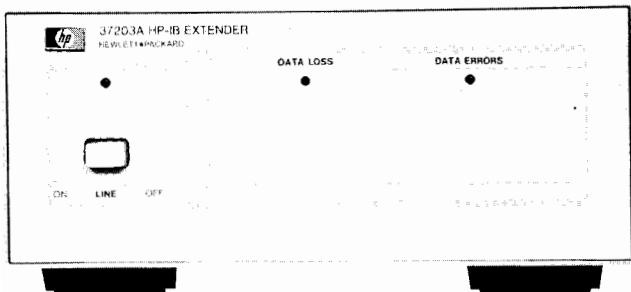 hp
37203A HP-IB EXTENDER
HEWLETT • PACKARD
DATA LOSS
DATA ERRORS
ON LINE OFF